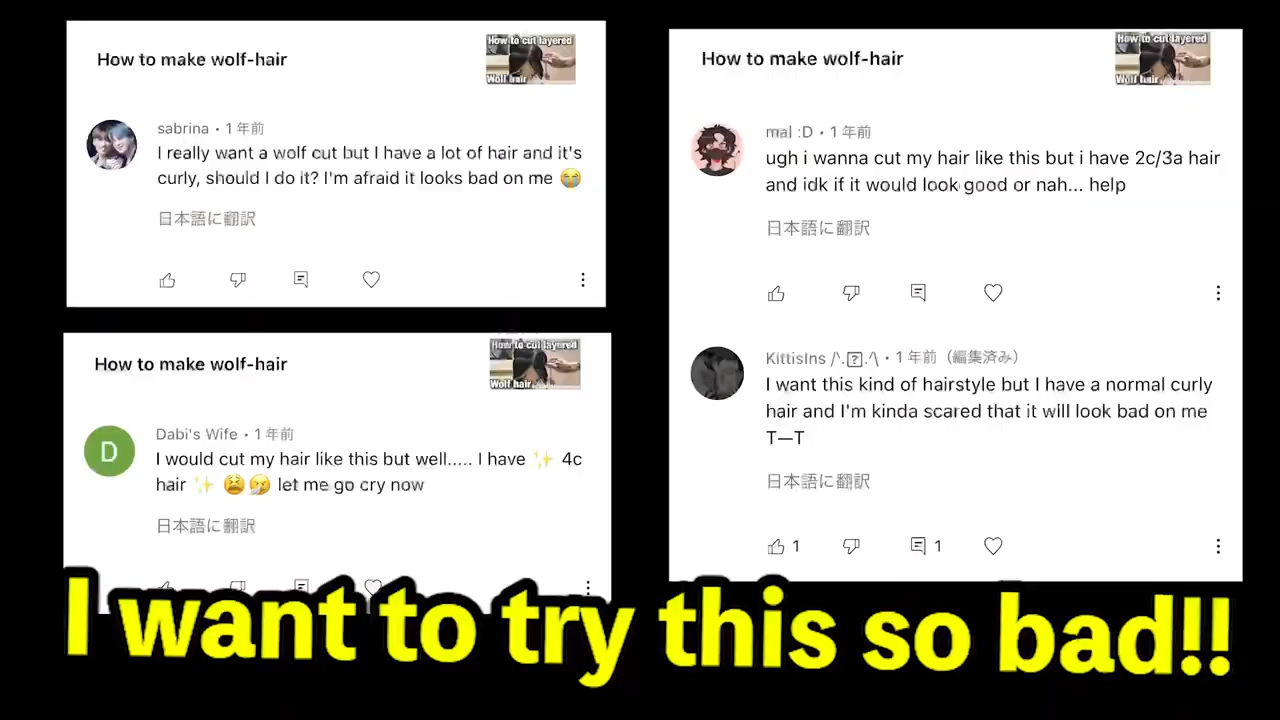 How to make wolf-hair
How to cut layered
Wolf hair
sabrina・1 年前
I really want a wolf cut but I have a lot of hair and it's
curly, should I do it? I'm afraid it looks bad on me 😭
日本語に翻訳
How to make wolf-hair
How to cut layered
Wolf hair
Dabi's Wife・1 年前
I would cut my hair like this but well..... I have ✨ 4c
hair ✨ 😫🤧 let me go cry now
日本語に翻訳
How to make wolf-hair
How to cut layered
Wolf hair
mal :D・1 年前
ugh i wanna cut my hair like this but i have 2c/3a hair
and idk if it would look good or nah... help
日本語に翻訳
KittisIns /\.⍰.^\・1 年前（編集済み）
I want this kind of hairstyle but I have a normal curly
hair and I'm kinda scared that it will look bad on me
T—T
日本語に翻訳
1
1
I want to try this so bad!!